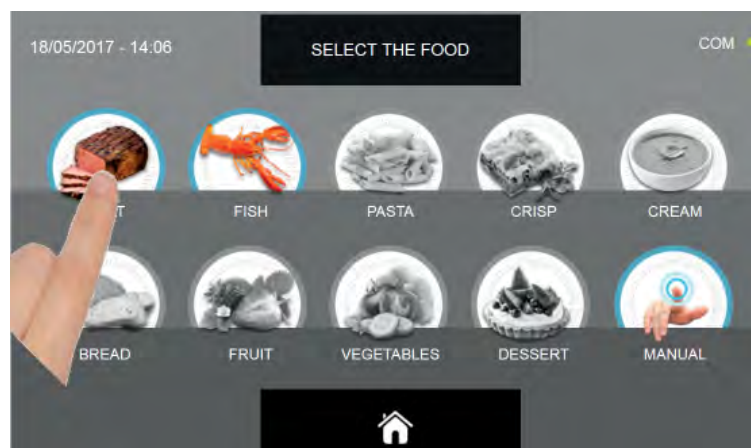 18/05/2017 - 14:06
SELECT THE FOOD
COM
T
FISH
PASTA
CRISP
CREAM
BREAD
FRUIT
VEGETABLES
DESSERT
MANUAL